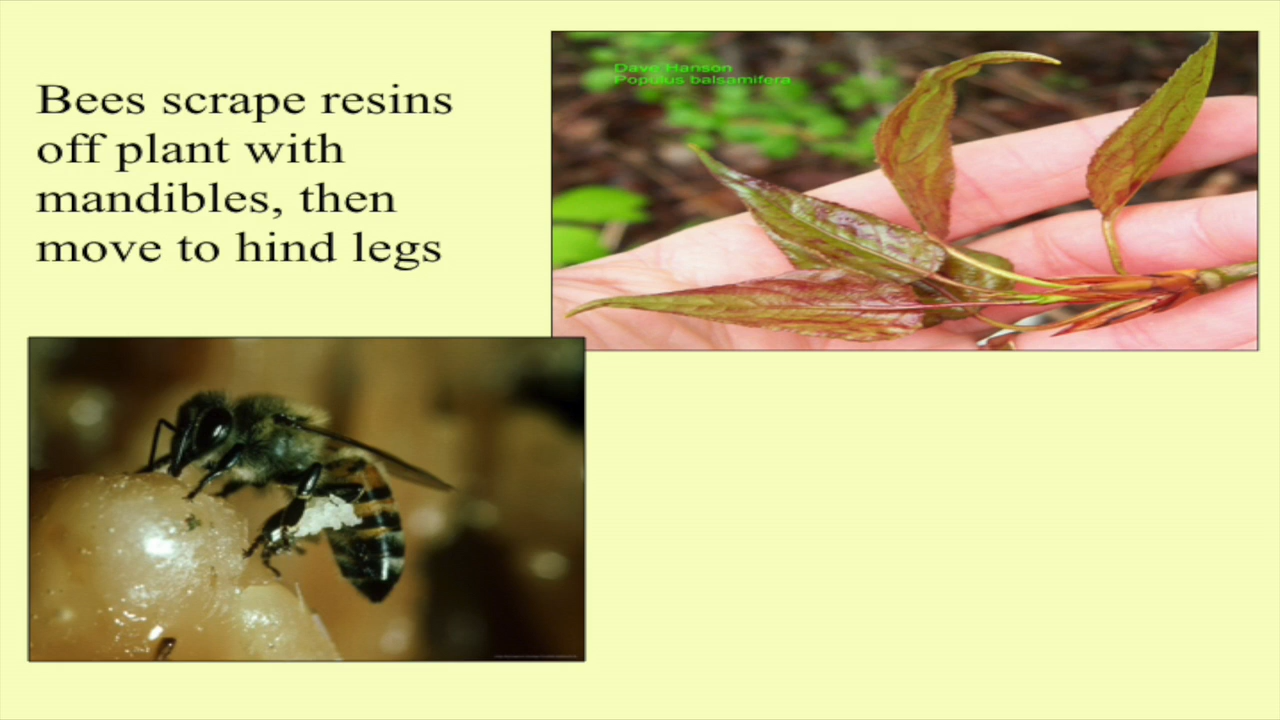 Bees scrape resins
off plant with
mandibles, then
move to hind legs
Dave Hanson
Populus balsamifera